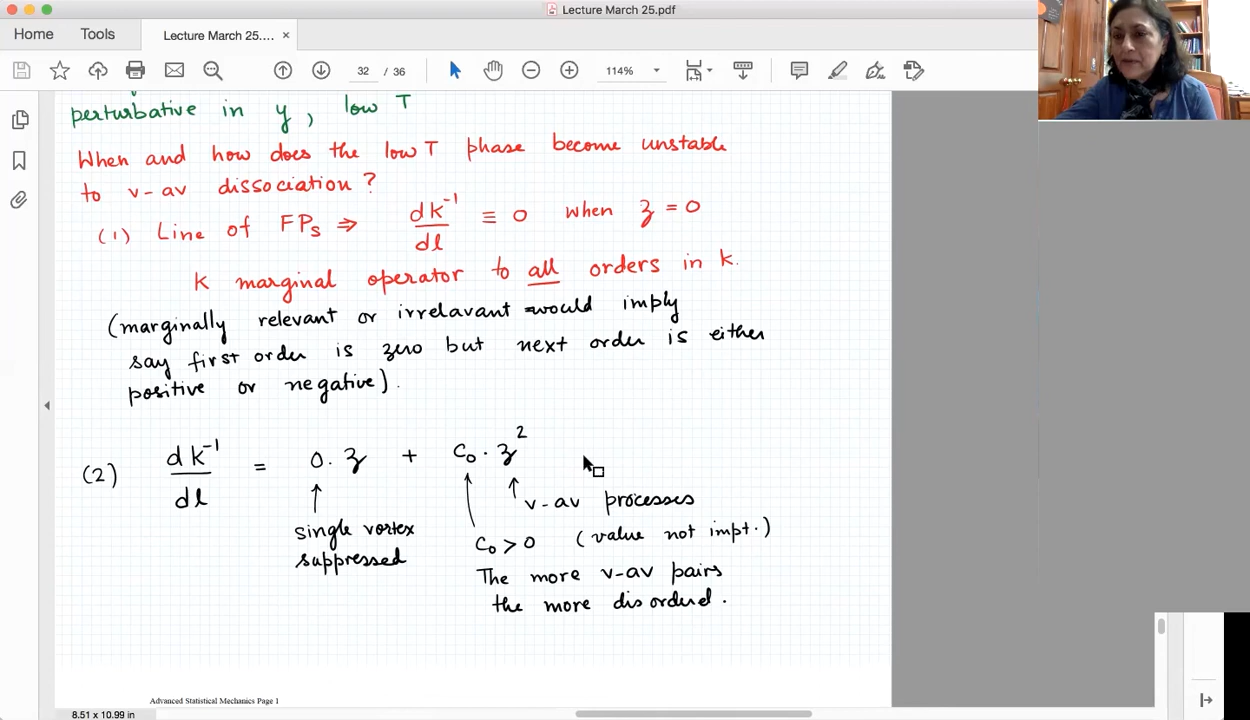 Lecture March 25.pdf
Home Tools Lecture March 25.... ×
32 / 36 114%
perturbative in y, low T
When and how does the low T phase become unstable
to v-av dissociation?
(1) Line of FPs ⇒ dK⁻¹/dl ≡ 0 when z = 0
K marginal operator to all orders in K.
(marginally relevant or irrelavant would imply
say first order is zero but next order is either
positive or negative).
(2) dK⁻¹/dl = 0. z + C₀ · z²
v-av processes
single vortex
suppressed
C₀ > 0 (value not impt.)
The more v-av pairs
the more disordered.
Advanced Statistical Mechanics Page 1
8.51 x 10.99 in